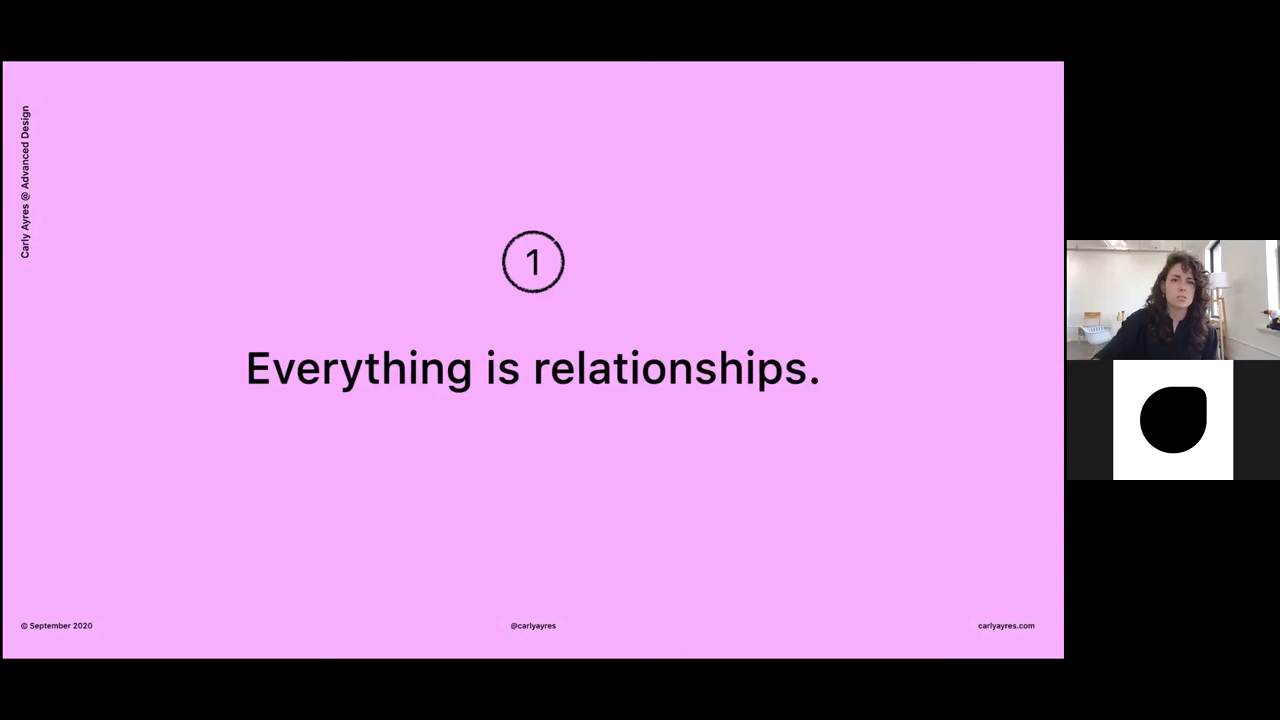 Carly Ayres @ Advanced Design
1
Everything is relationships.
© September 2020
@carlyayres
carlyayres.com